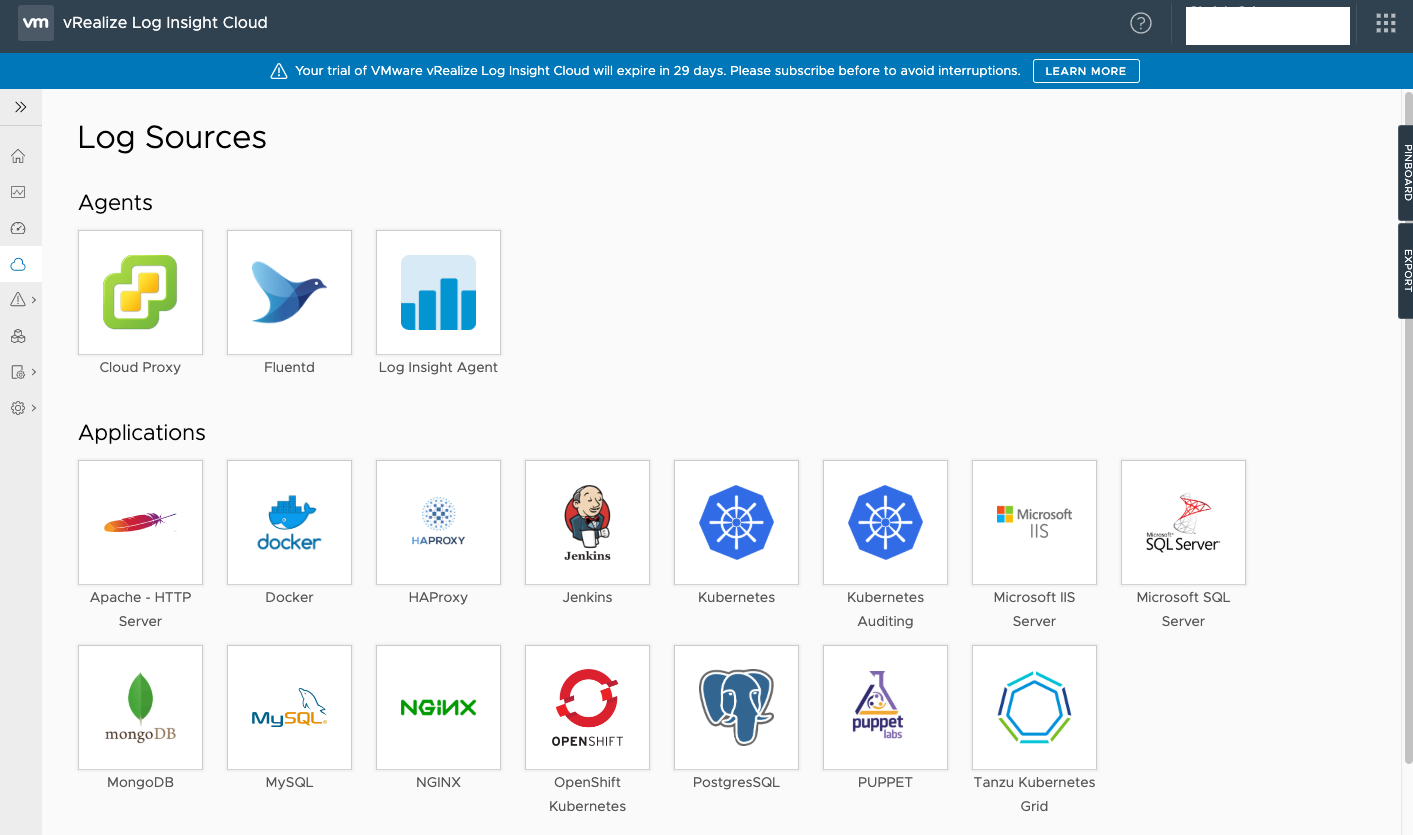 vm vRealize Log Insight Cloud
Your trial of VMware vRealize Log Insight Cloud will expire in 29 days. Please subscribe before to avoid interruptions. LEARN MORE
Log Sources
PINBOARD
EXPORT
Agents
Cloud Proxy Fluentd Log Insight Agent
Applications
docker
HAPROXY
Jenkins
Microsoft
IIS
Microsoft
SQL Server
Apache - HTTP Server
Docker
HAProxy
Jenkins
Kubernetes
Kubernetes Auditing
Microsoft IIS Server
Microsoft SQL Server
mongoDB
MySQL
NGINX
OPENSHIFT
puppet
labs
MongoDB
MySQL
NGINX
OpenShift Kubernetes
PostgresSQL
PUPPET
Tanzu Kubernetes Grid